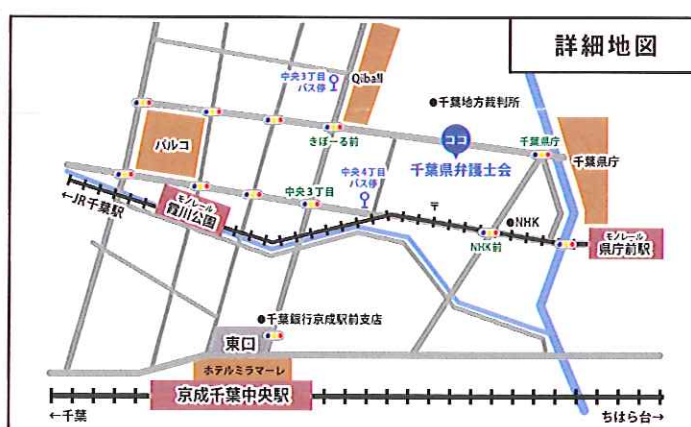 詳細地図
Qiball
中央3丁目
バス停
●千葉地方裁判所
パルコ
きぼーる前
ココ
千葉県弁護士会
千葉県庁
千葉県庁
中央3丁目
中央4丁目
バス停
←JR千葉駅
モノレール
葭川公園
〒
●NHK
NHK前
モノレール
県庁前駅
●千葉銀行京成駅前支店
東口
ホテルミラマーレ
京成千葉中央駅
←千葉
ちはら台→